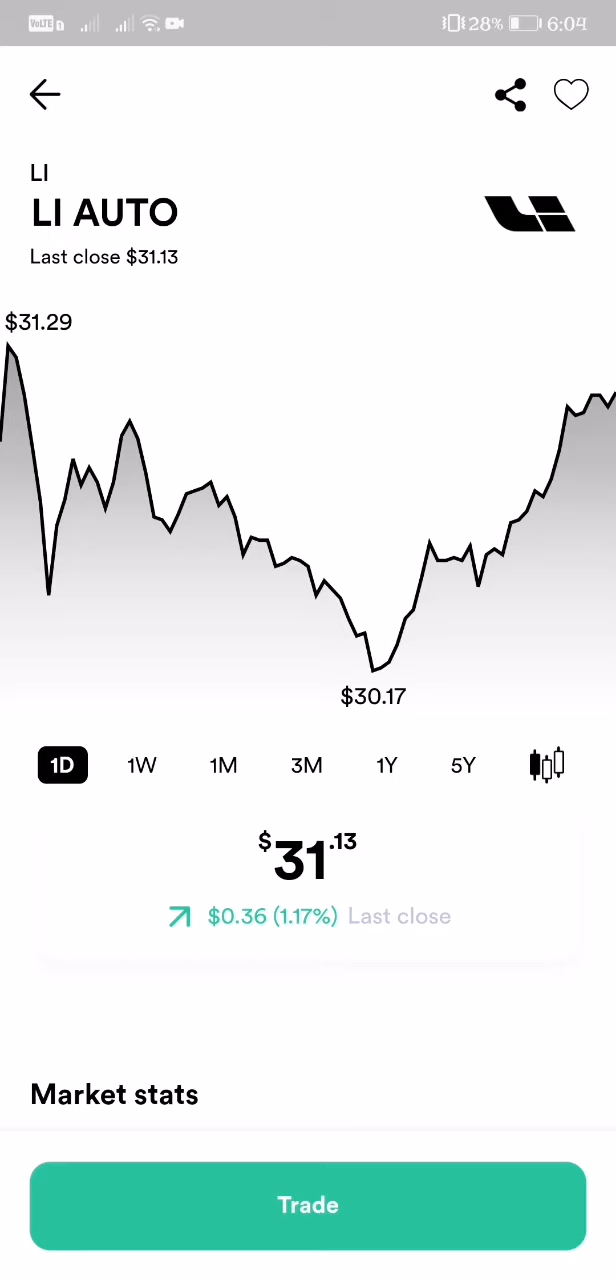 VoLTE 28% 6:04
LI
LI AUTO
Last close $31.13
$31.29
$30.17
1D 1W 1M 3M 1Y 5Y
$31.13
$0.36 (1.17%) Last close
Market stats
Trade